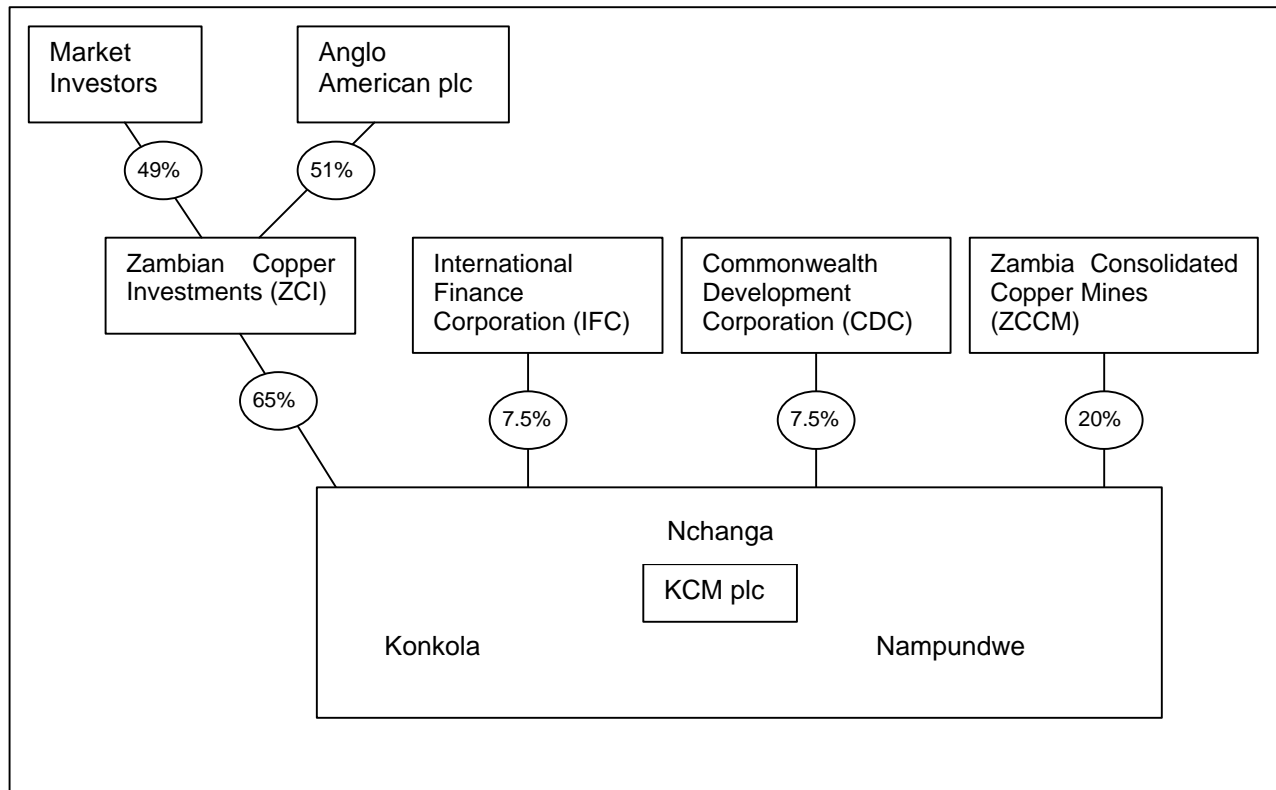 Market
Investors
Anglo
American plc
49%
51%
Zambian Copper
Investments (ZCI)
International
Finance
Corporation (IFC)
Commonwealth
Development
Corporation (CDC)
Zambia Consolidated
Copper Mines
(ZCCM)
65%
7.5%
7.5%
20%
Nchanga
KCM plc
Konkola
Nampundwe